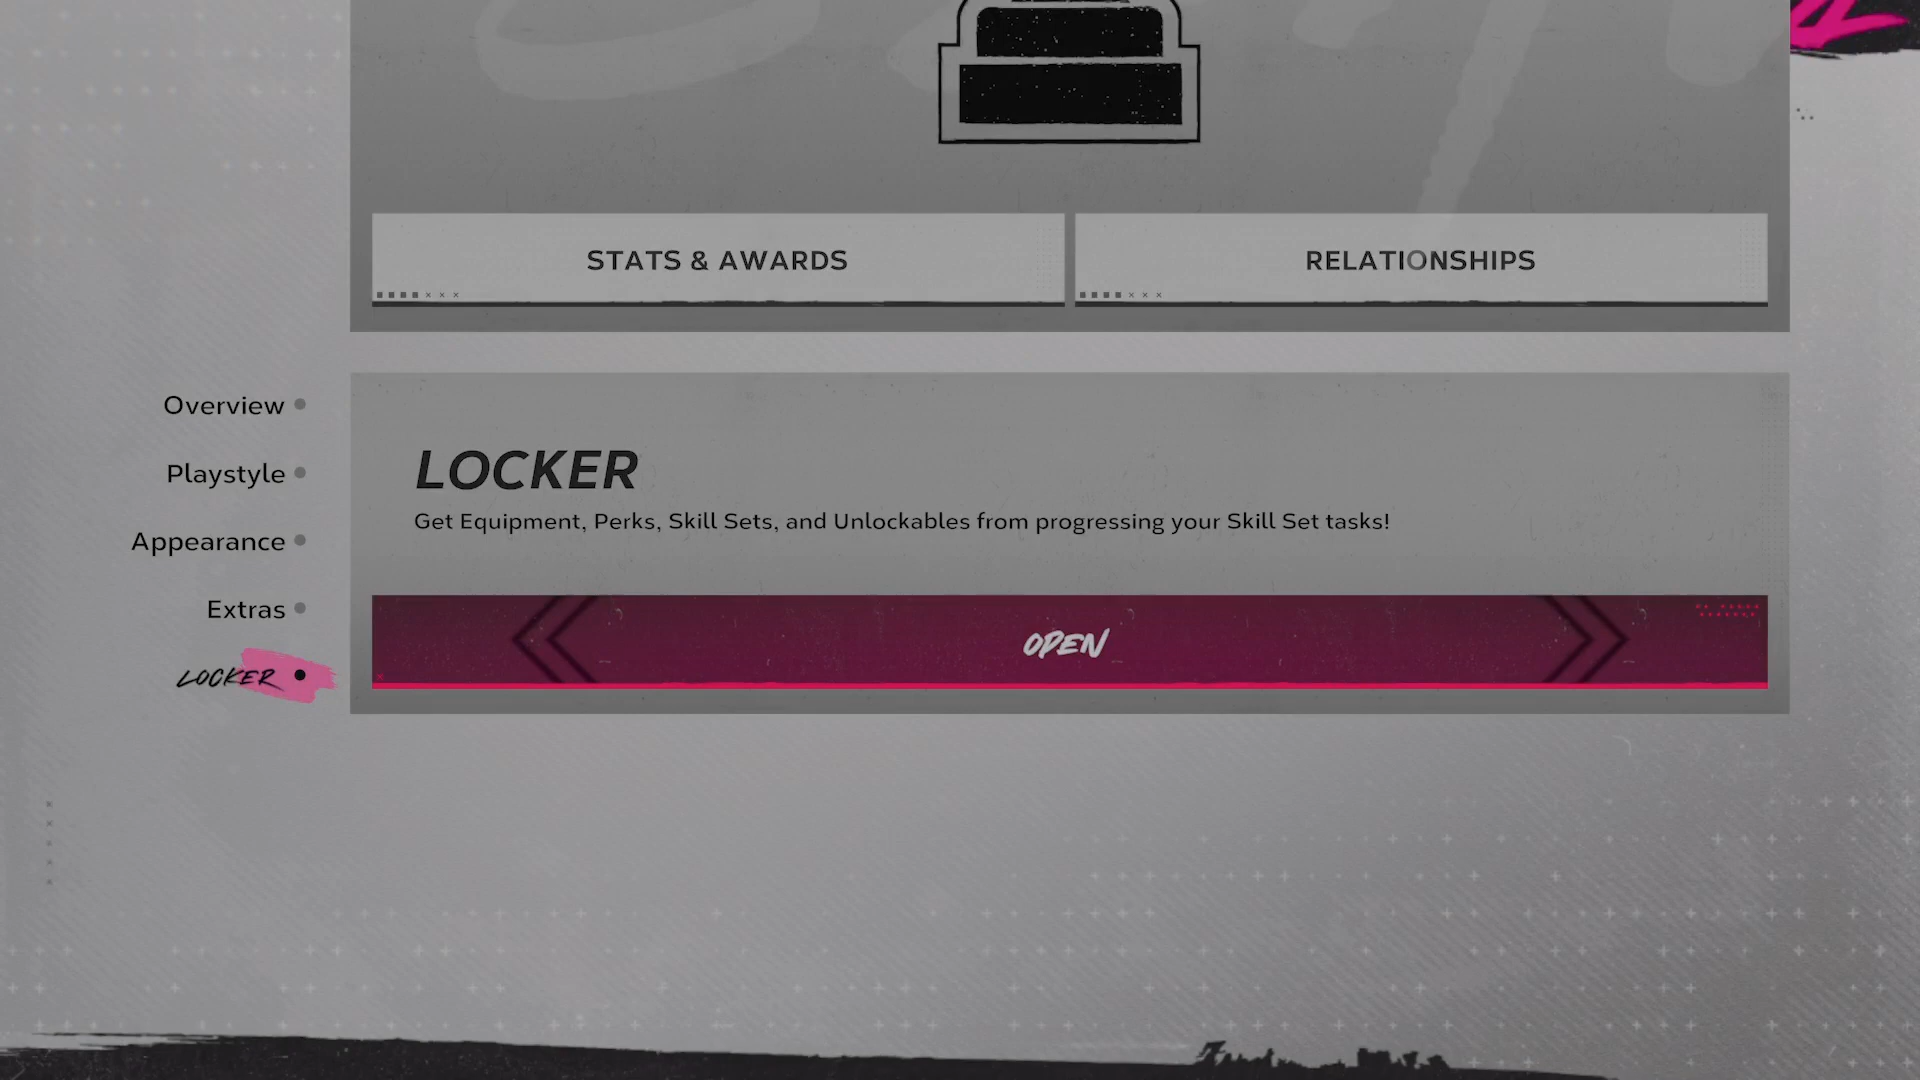 STATS & AWARDS
RELATIONSHIPS
Overview
Playstyle
Appearance
Extras
LOCKER
LOCKER
Get Equipment, Perks, Skill Sets, and Unlockables from progressing your Skill Set tasks!
OPEN